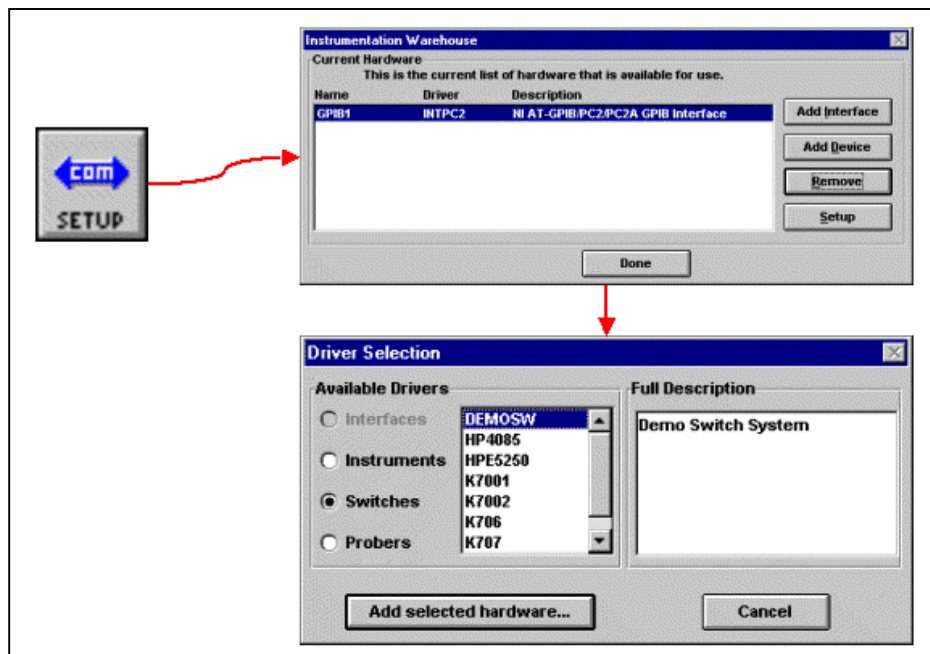 com
SETUP
Instrumentation Warehouse
Current Hardware
This is the current list of hardware that is available for use.
Name Driver Description
GPIB1 INTPC2 NI AT-GPIB/PC2/PC2A GPIB Interface
Add Interface
Add Device
Remove
Setup
Done
Driver Selection
Available Drivers
Interfaces
Instruments
Switches
Probers
DEMOSW
HP4085
HPE5250
K7001
K7002
K706
K707
Full Description
Demo Switch System
Add selected hardware...
Cancel